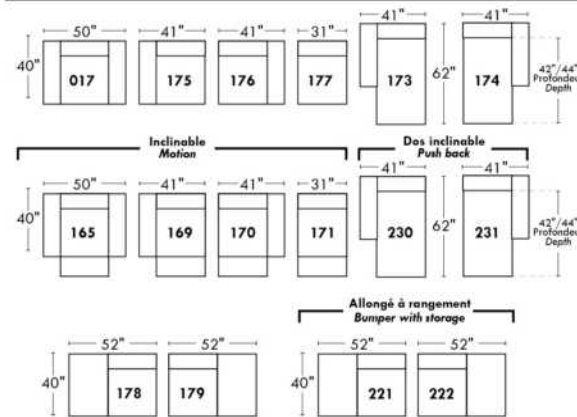 50" 41" 41" 31" 41" 41"
40" 017 175 176 177 173 62" 174 42"/44"
Profondeur
Depth
Inclinable
Motion
Dos inclinable
Push back
50" 41" 41" 31" 41" 41"
40" 165 169 170 171 230 62" 231 42"/44"
Profondeur
Depth
Allongé à rangement
Bumper with storage
52" 52" 52" 52"
40" 178 179 40" 221 222